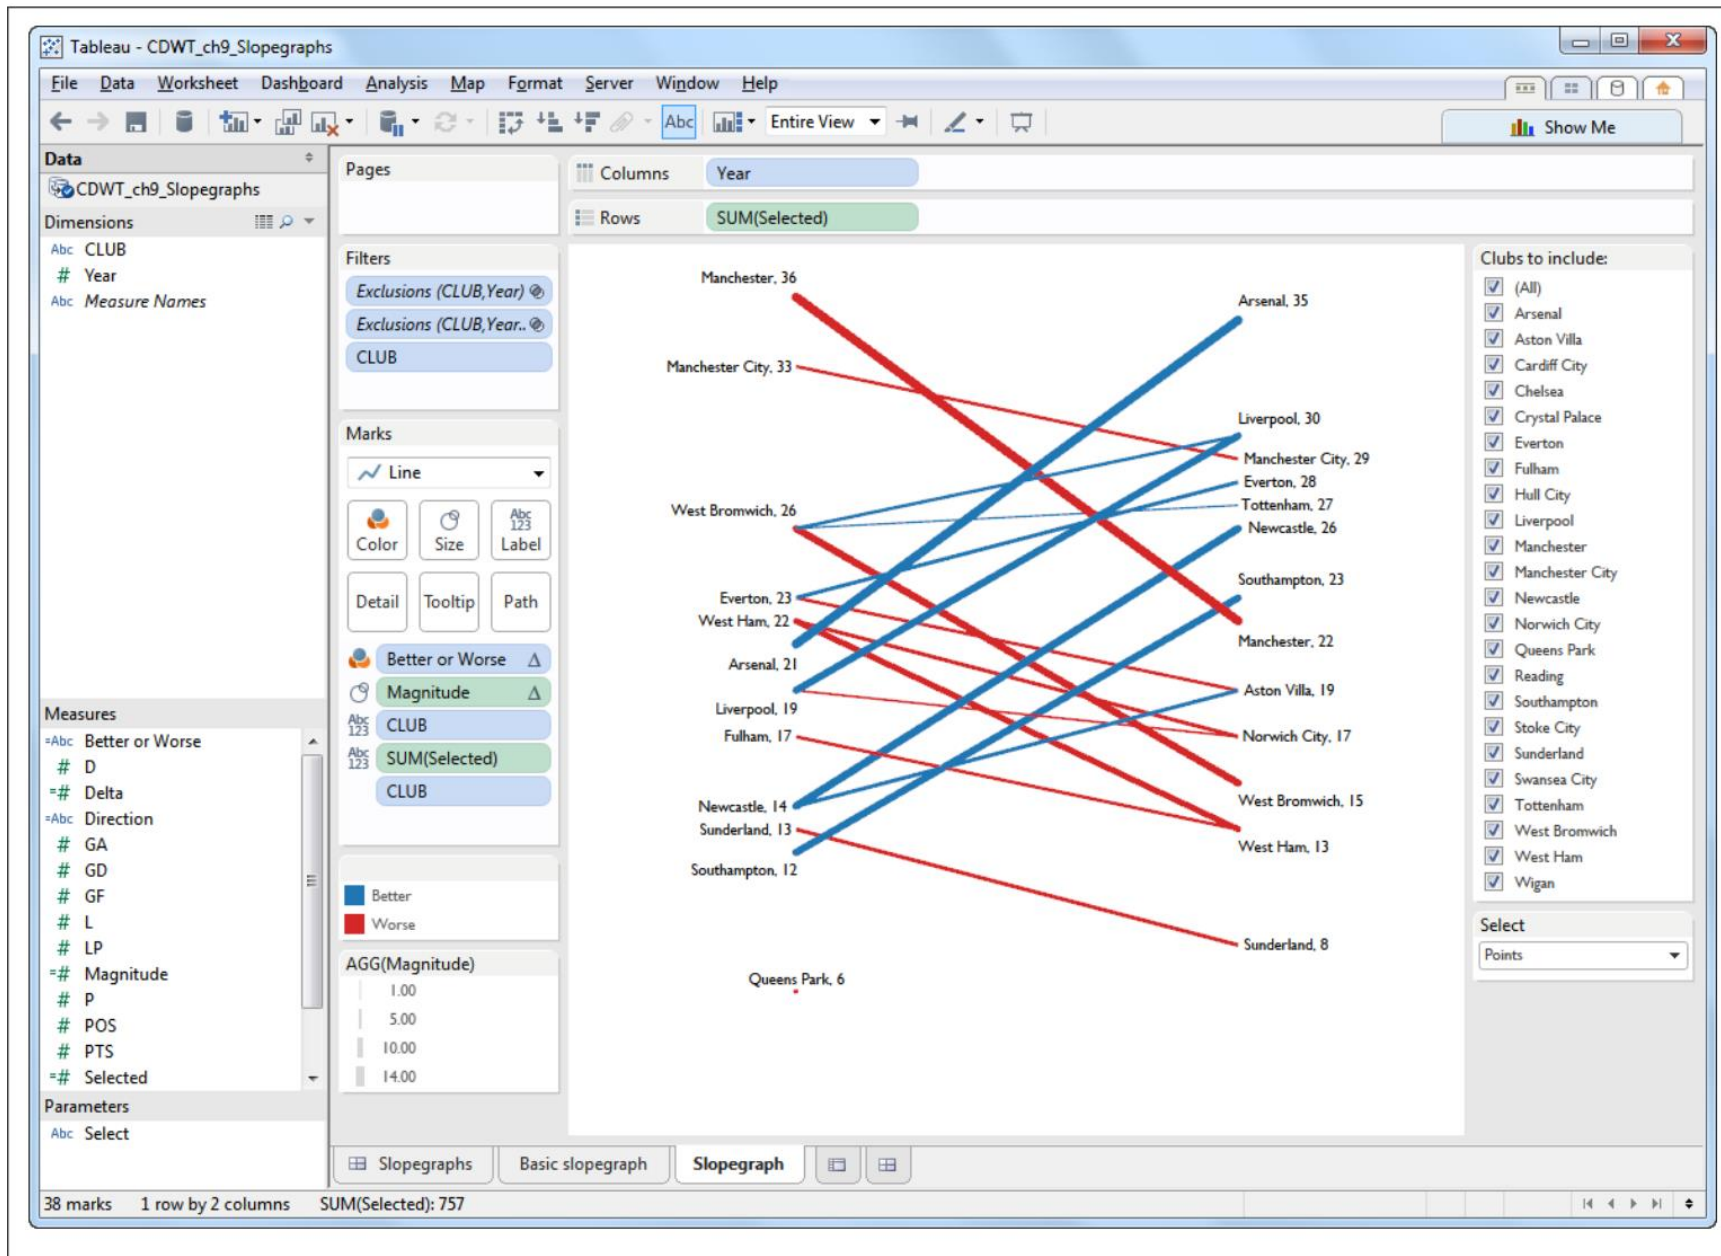 Tableau - CDWT_ch9_Slopegraphs
File Data Worksheet Dashboard Analysis Map Format Server Window Help
Abc Entire View
Show Me
Data
CDWT_ch9_Slopegraphs
Dimensions
Abc CLUB
# Year
Abc Measure Names
Measures
=Abc Better or Worse
# D
=# Delta
=Abc Direction
# GA
# GD
# GF
# L
# LP
=# Magnitude
# P
# POS
# PTS
=# Selected
Parameters
Abc Select
Pages
Filters
Exclusions (CLUB,Year)
Exclusions (CLUB,Year..
CLUB
Marks
Line
Color
Size
Abc 123 Label
Detail
Tooltip
Path
Better or Worse Δ
Magnitude Δ
Abc 123 CLUB
Abc 123 SUM(Selected)
CLUB
Better
Worse
AGG(Magnitude)
1.00
5.00
10.00
14.00
Columns Year
Rows SUM(Selected)
Manchester, 36
Manchester City, 33
West Bromwich, 26
Everton, 23
West Ham, 22
Arsenal, 21
Liverpool, 19
Fulham, 17
Newcastle, 14
Sunderland, 13
Southampton, 12
Queens Park, 6
Arsenal, 35
Liverpool, 30
Manchester City, 29
Everton, 28
Tottenham, 27
Newcastle, 26
Southampton, 23
Manchester, 22
Aston Villa, 19
Norwich City, 17
West Bromwich, 15
West Ham, 13
Sunderland, 8
Clubs to include:
(All)
Arsenal
Aston Villa
Cardiff City
Chelsea
Crystal Palace
Everton
Fulham
Hull City
Liverpool
Manchester
Manchester City
Newcastle
Norwich City
Queens Park
Reading
Southampton
Stoke City
Sunderland
Swansea City
Tottenham
West Bromwich
West Ham
Wigan
Select
Points
Slopegraphs
Basic slopegraph
Slopegraph
38 marks 1 row by 2 columns SUM(Selected): 757